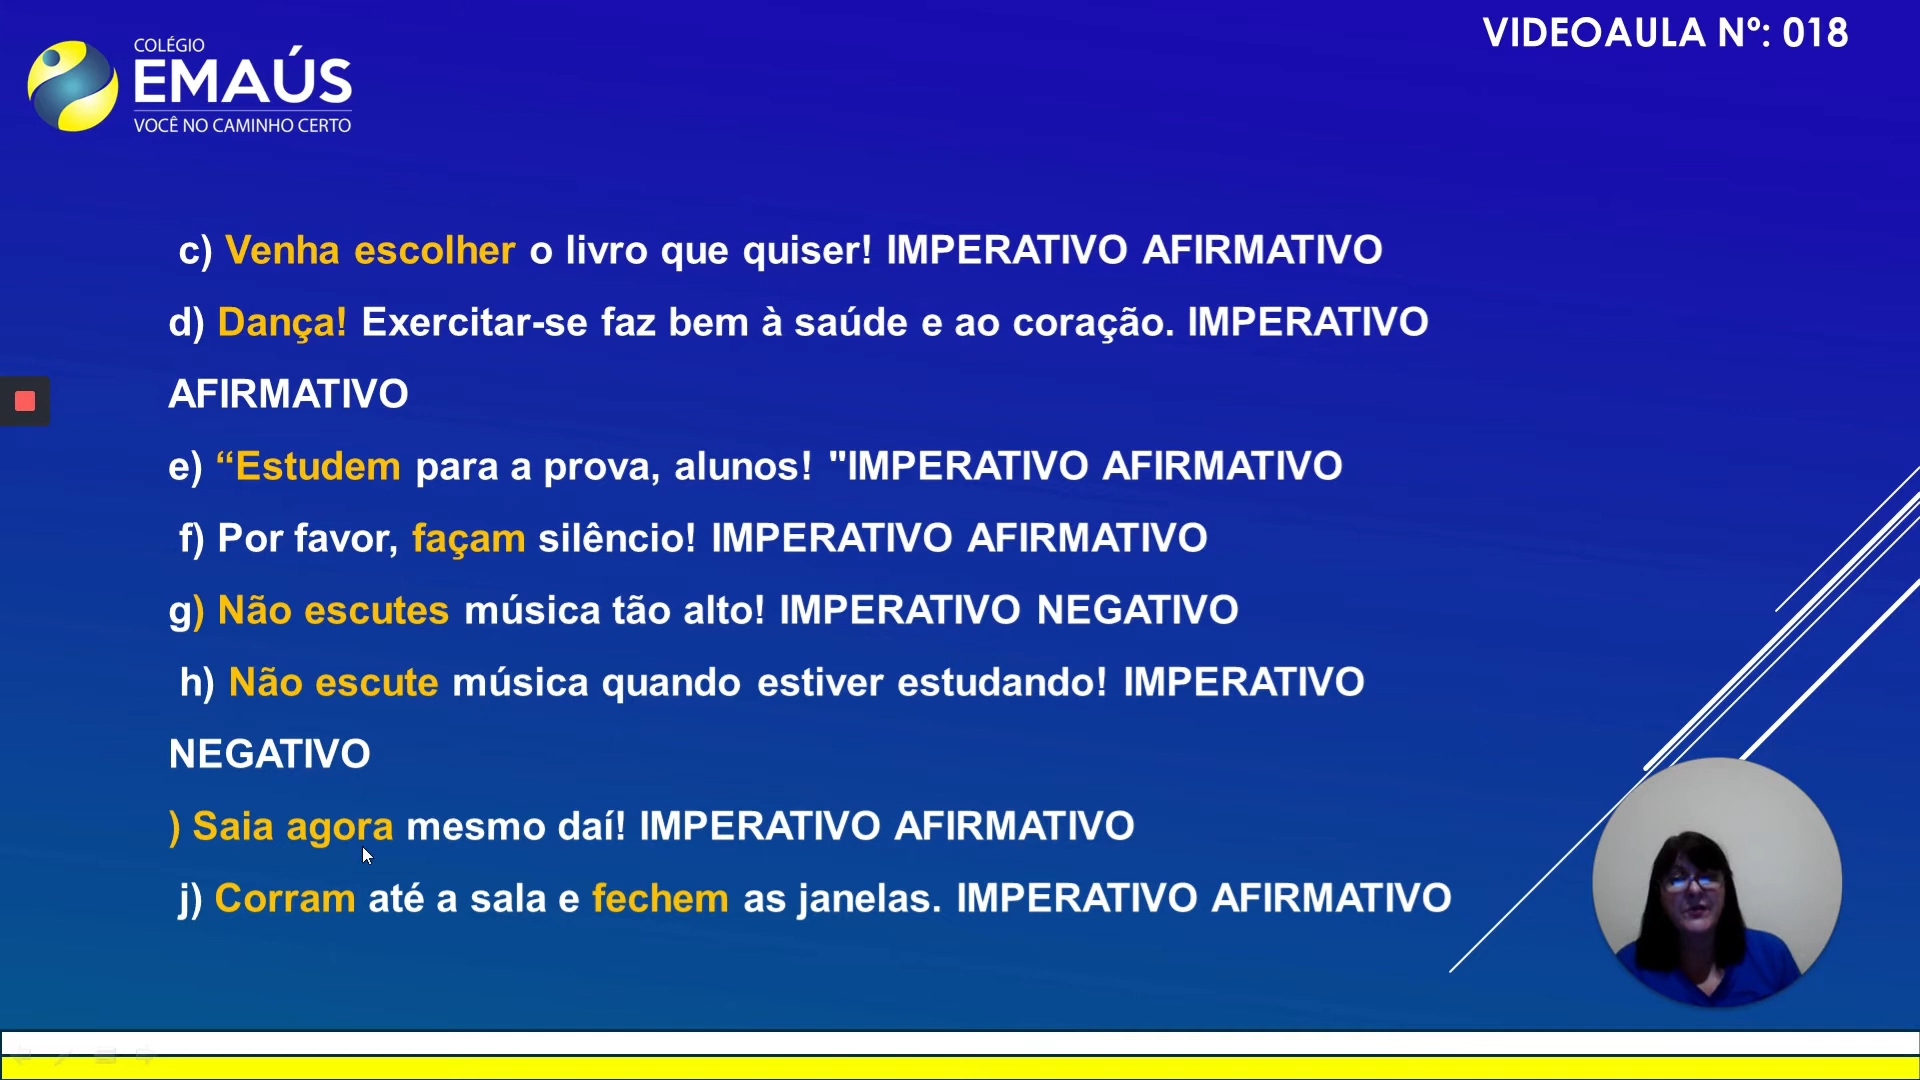 VIDEOAULA Nº: 018
COLÉGIO
EMAÚS
VOCÊ NO CAMINHO CERTO
c) Venha escolher o livro que quiser! IMPERATIVO AFIRMATIVO
d) Dança! Exercitar-se faz bem à saúde e ao coração. IMPERATIVO
AFIRMATIVO
e) “Estudem para a prova, alunos! "IMPERATIVO AFIRMATIVO
f) Por favor, façam silêncio! IMPERATIVO AFIRMATIVO
g) Não escutes música tão alto! IMPERATIVO NEGATIVO
h) Não escute música quando estiver estudando! IMPERATIVO
NEGATIVO
) Saia agora mesmo daí! IMPERATIVO AFIRMATIVO
j) Corram até a sala e fechem as janelas. IMPERATIVO AFIRMATIVO